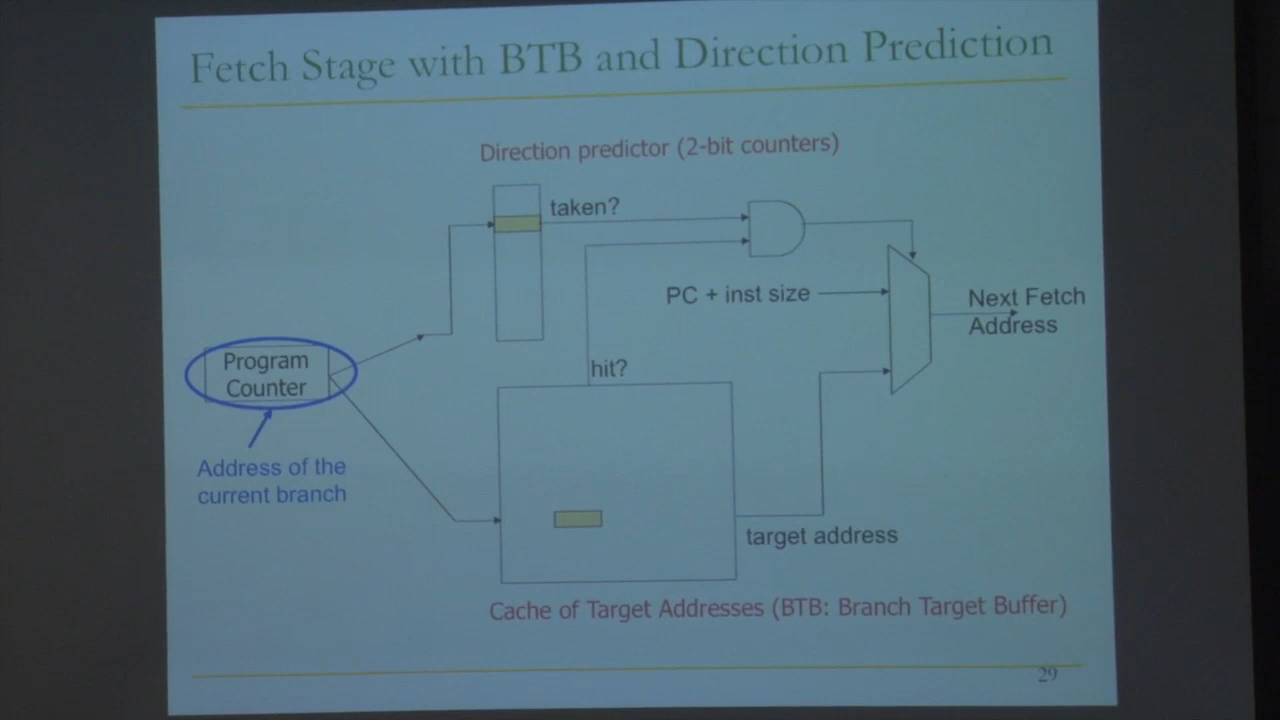 Fetch Stage with BTB and Direction Prediction
Direction predictor (2-bit counters)
taken?
PC + inst size
Next Fetch
Address
hit?
Program
Counter
Address of the
current branch
target address
Cache of Target Addresses (BTB: Branch Target Buffer)
29